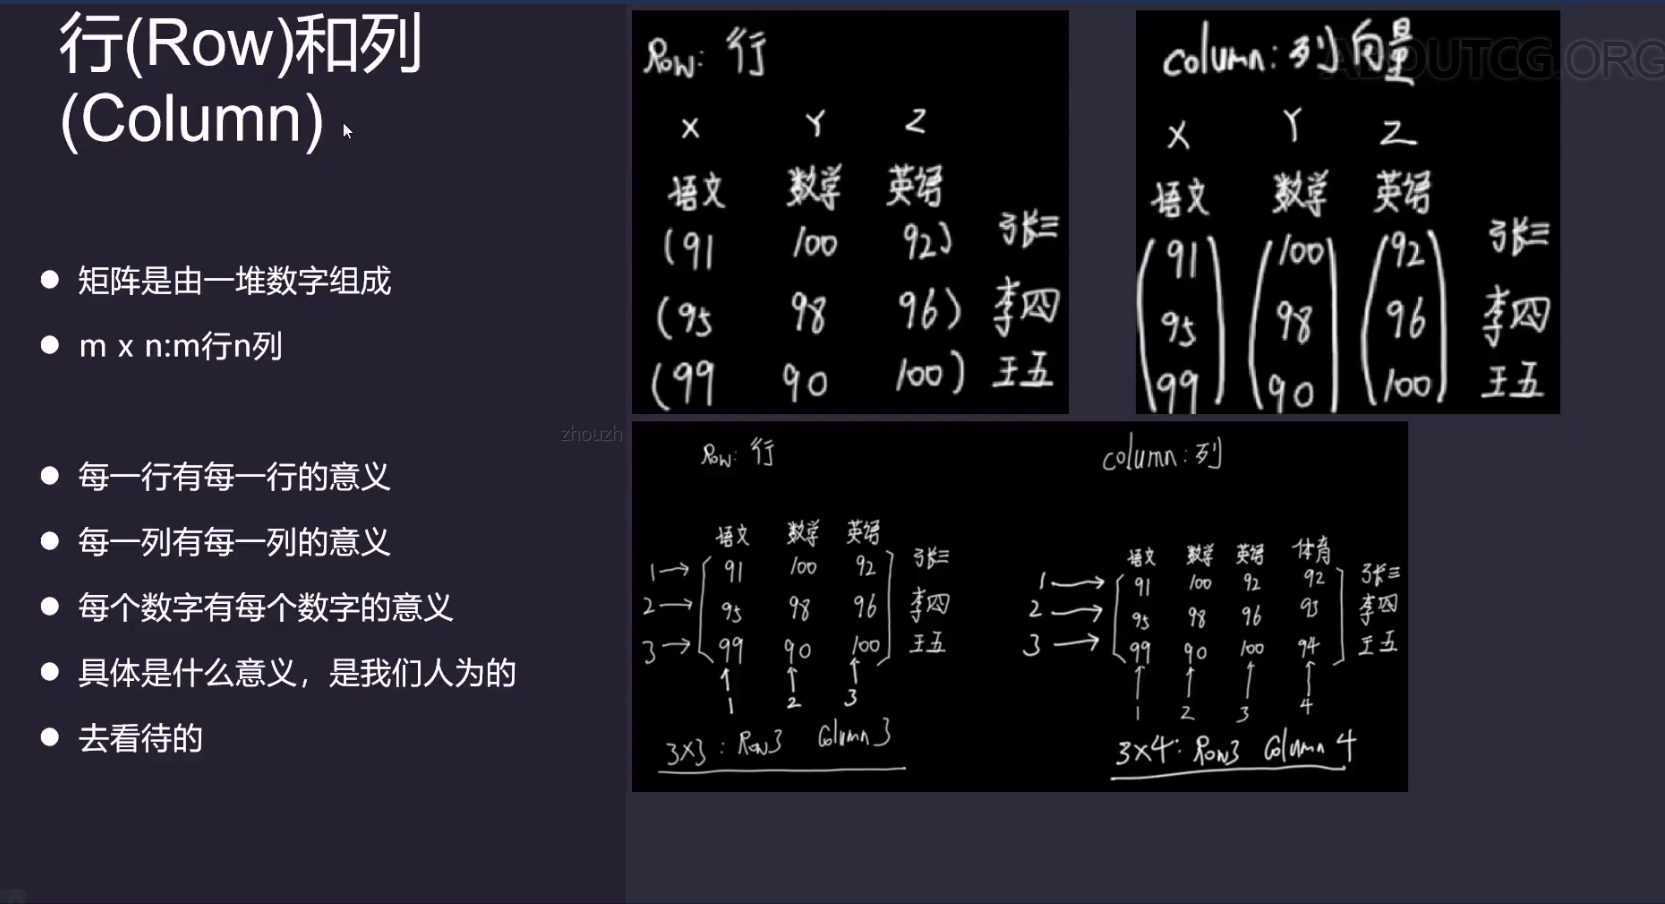 行(Row)和列
(Column)
矩阵是由一堆数字组成
m x n:m行n列
每一行有每一行的意义
每一列有每一列的意义
每个数字有每个数字的意义
具体是什么意义，是我们人为的
去看待的
zhouzh
Row: 行
X Y Z
语文 数学 英语
(91 100 92) 张三
(95 98 96) 李四
(99 90 100) 王五
column: 列向量
ABOUTCG.ORG
X Y Z
语文 数学 英语
91 100 92 张三
95 98 96 李四
99 90 100 王五
Row: 行
语文 数学 英语
1 → 91 100 92 张三
2 → 95 98 96 李四
3 → 99 90 100 王五
↑ ↑ ↑
1 2 3
3X3: Row3 Column3
column: 列
语文 数学 英语 体育
1 → 91 100 92 92 张三
2 → 95 98 96 93 李四
3 → 99 90 100 94 王五
↑ ↑ ↑ ↑
1 2 3 4
3X4: Row3 Column 4